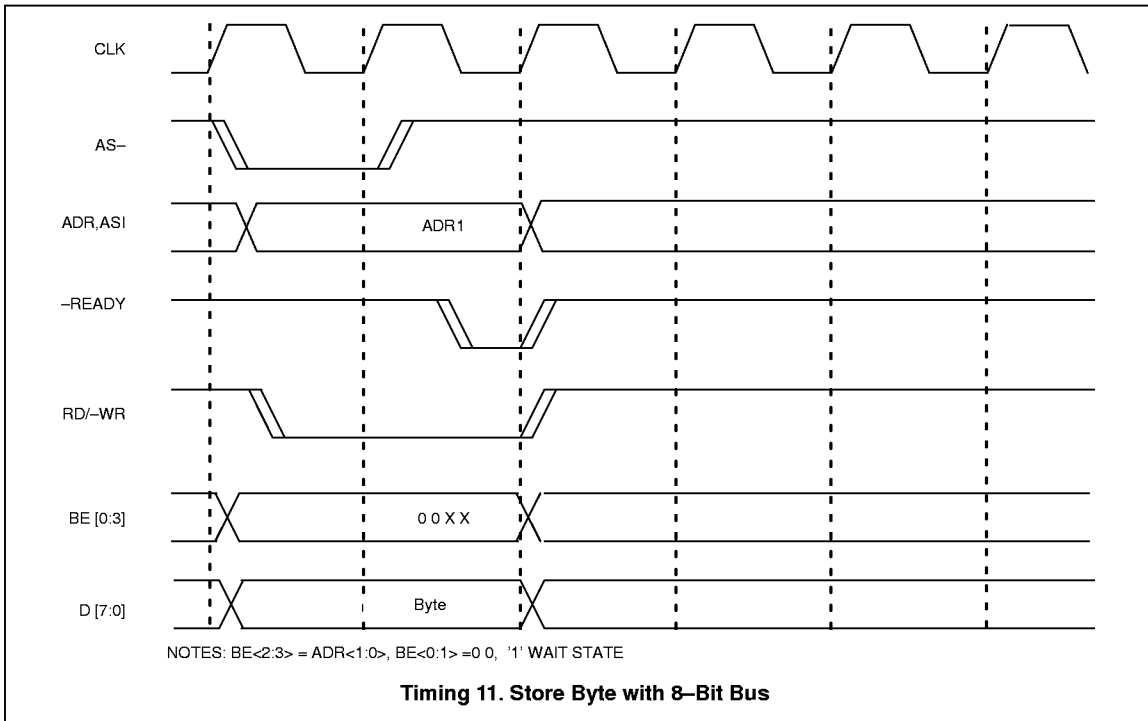 CLK
AS–
ADR,ASI
ADR1
–READY
RD/–WR
BE [0:3]
0 0 X X
D [7:0]
Byte
NOTES: BE<2:3> = ADR<1:0>, BE<0:1> =0 0, '1' WAIT STATE
Timing 11. Store Byte with 8–Bit Bus